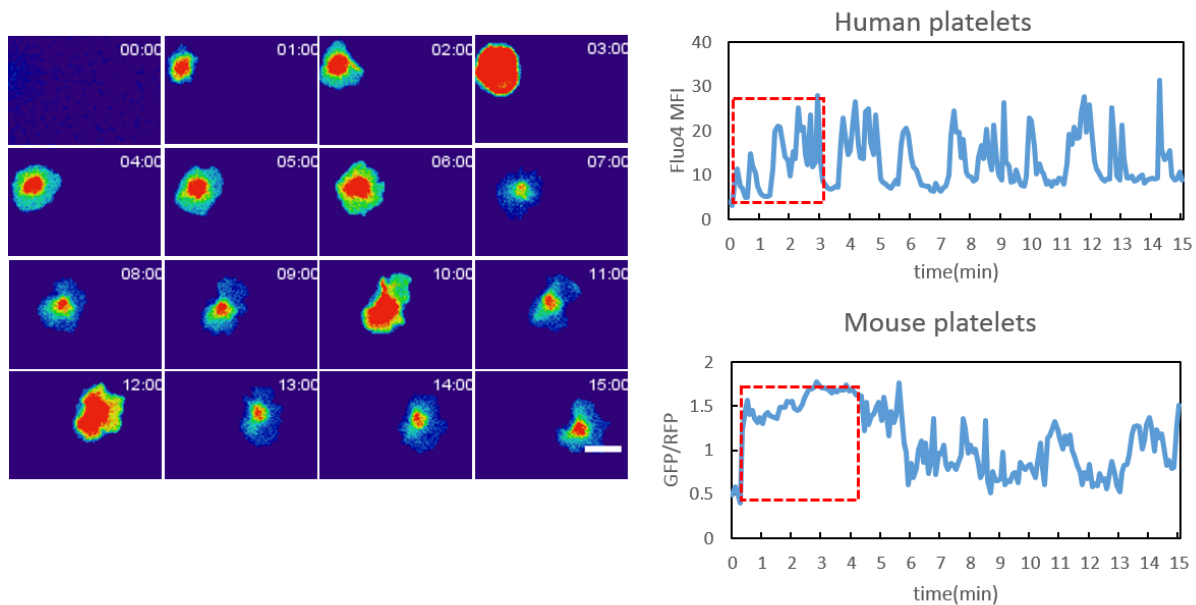 00:00 01:00 02:00 03:00
04:00 05:00 06:00 07:00
08:00 09:00 10:00 11:00
12:00 13:00 14:00 15:00
Human platelets
Fluo4 MFI
40
30
20
10
0
0 1 2 3 4 5 6 7 8 9 10 11 12 13 14 15
time(min)
Mouse platelets
GFP/RFP
2
1.5
1
0.5
0
0 1 2 3 4 5 6 7 8 9 10 11 12 13 14 15
time(min)